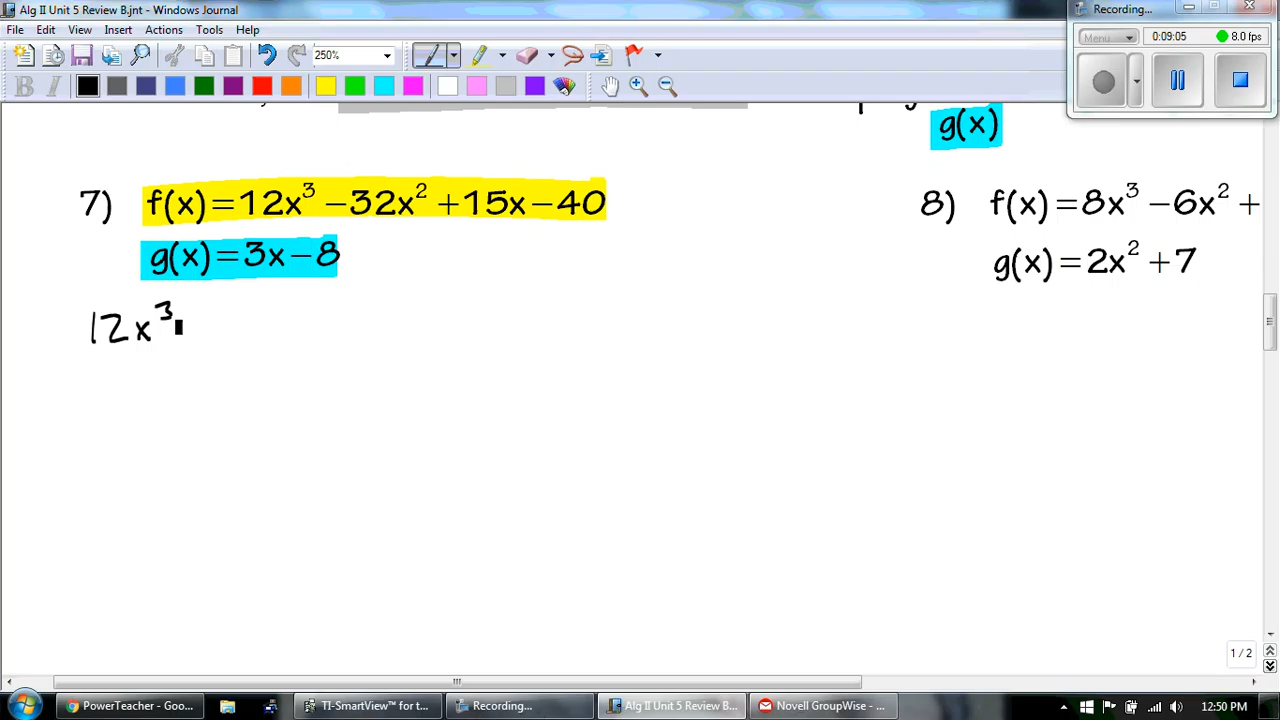 Alg II Unit 5 Review B.jnt - Windows Journal
Recording...
File Edit View Insert Actions Tools Help
Menu 0:09:05 8.0 fps
250%
B I
g(x)
7) f(x)=12x³−32x²+15x−40
8) f(x)=8x³−6x²+
g(x)=3x−8
g(x)=2x²+7
12x³
1 / 2
PowerTeacher - Goo... TI-SmartView™ for t... Recording... Alg II Unit 5 Review B... Novell GroupWise - ... 12:50 PM